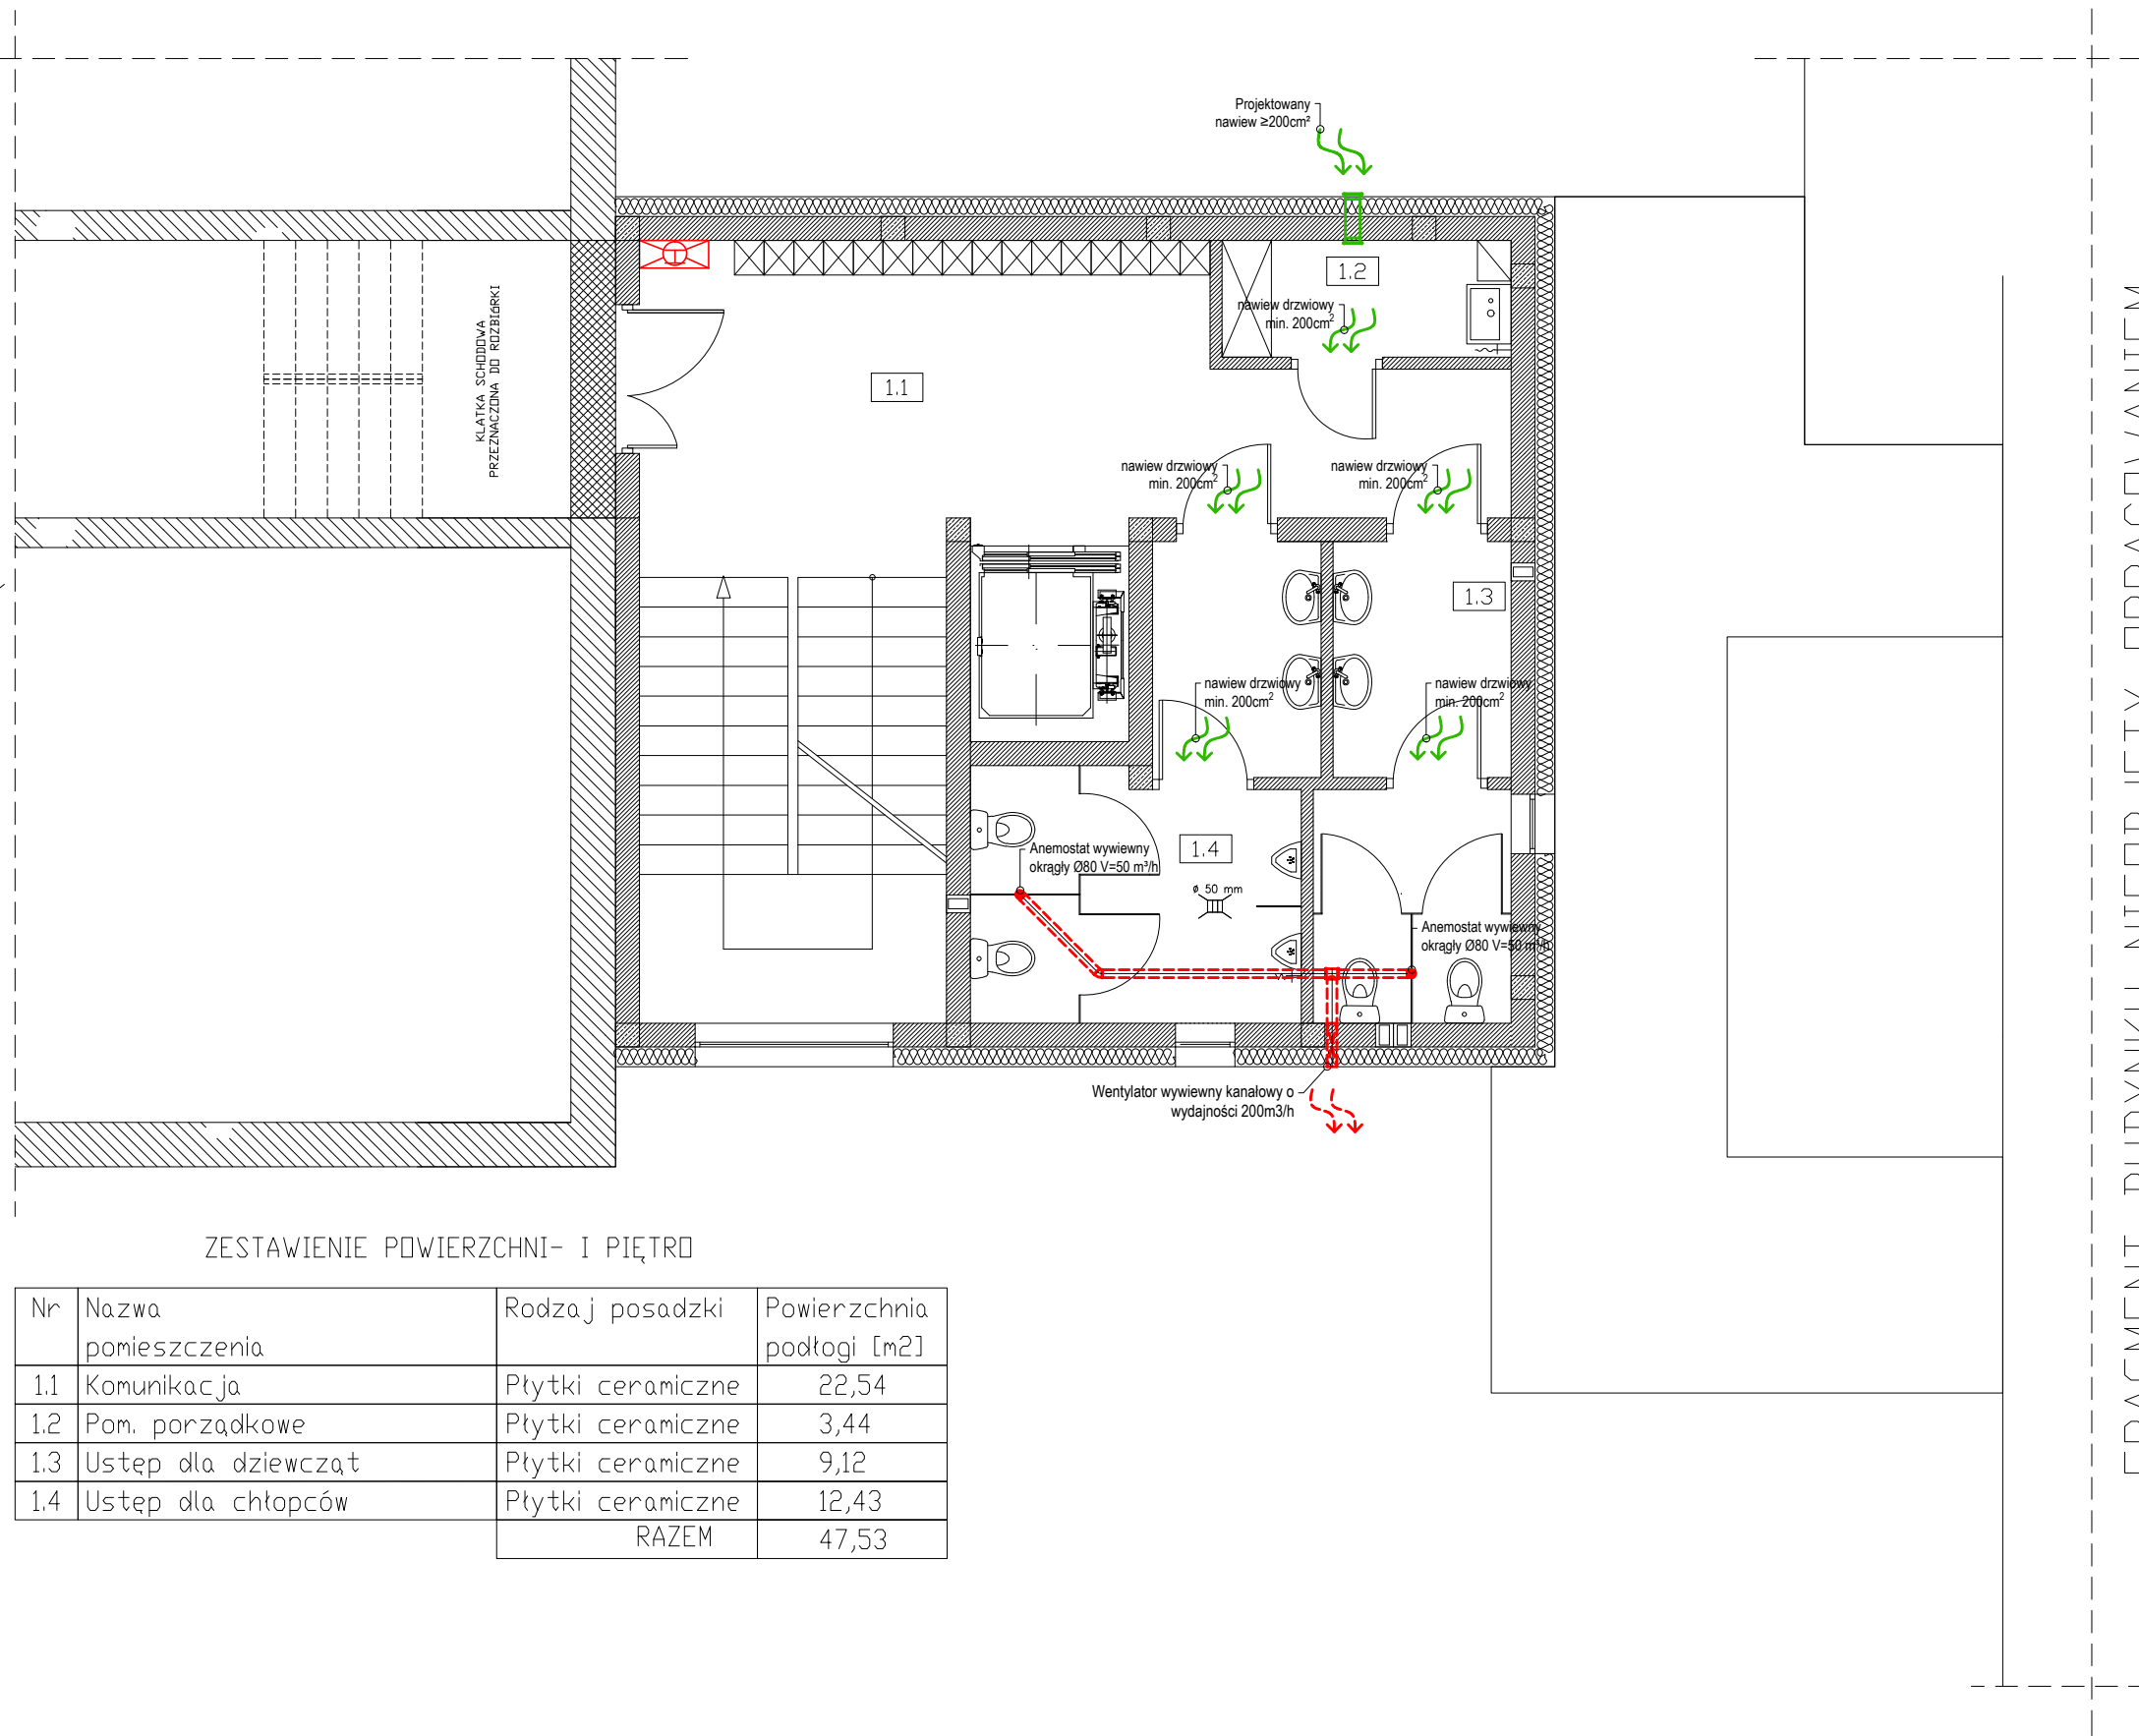 Projektowany
nawiew ≥200cm²
1.2
nawiew drzwiowy
min. 200cm²
KLATKA SCHODOWA
PRZEZNACZONA DO ROZBIóRKI
1.1
nawiew drzwiowy
min. 200cm²
nawiew drzwiowy
min. 200cm²
1.3
nawiew drzwiowy
min. 200cm²
nawiew drzwiowy
min. 200cm²
Anemostat wywiewny
okrągły Ø80 V=50 m³/h
1.4
ø 50 mm
Anemostat wywiewny
okrągły Ø80 V=50 m³/h
Wentylator wywiewny kanałowy o
wydajności 200m3/h
ZESTAWIENIE POWIERZCHNI- I PIĘTRO
Nr Nazwa pomieszczenia Rodzaj posadzki Powierzchnia podłogi [m2]
1.1 Komunikacja Płytki ceramiczne 22,54
1.2 Pom. porządkowe Płytki ceramiczne 3,44
1.3 Ustęp dla dziewcząt Płytki ceramiczne 9,12
1.4 Ustęp dla chłopców Płytki ceramiczne 12,43
RAZEM 47,53